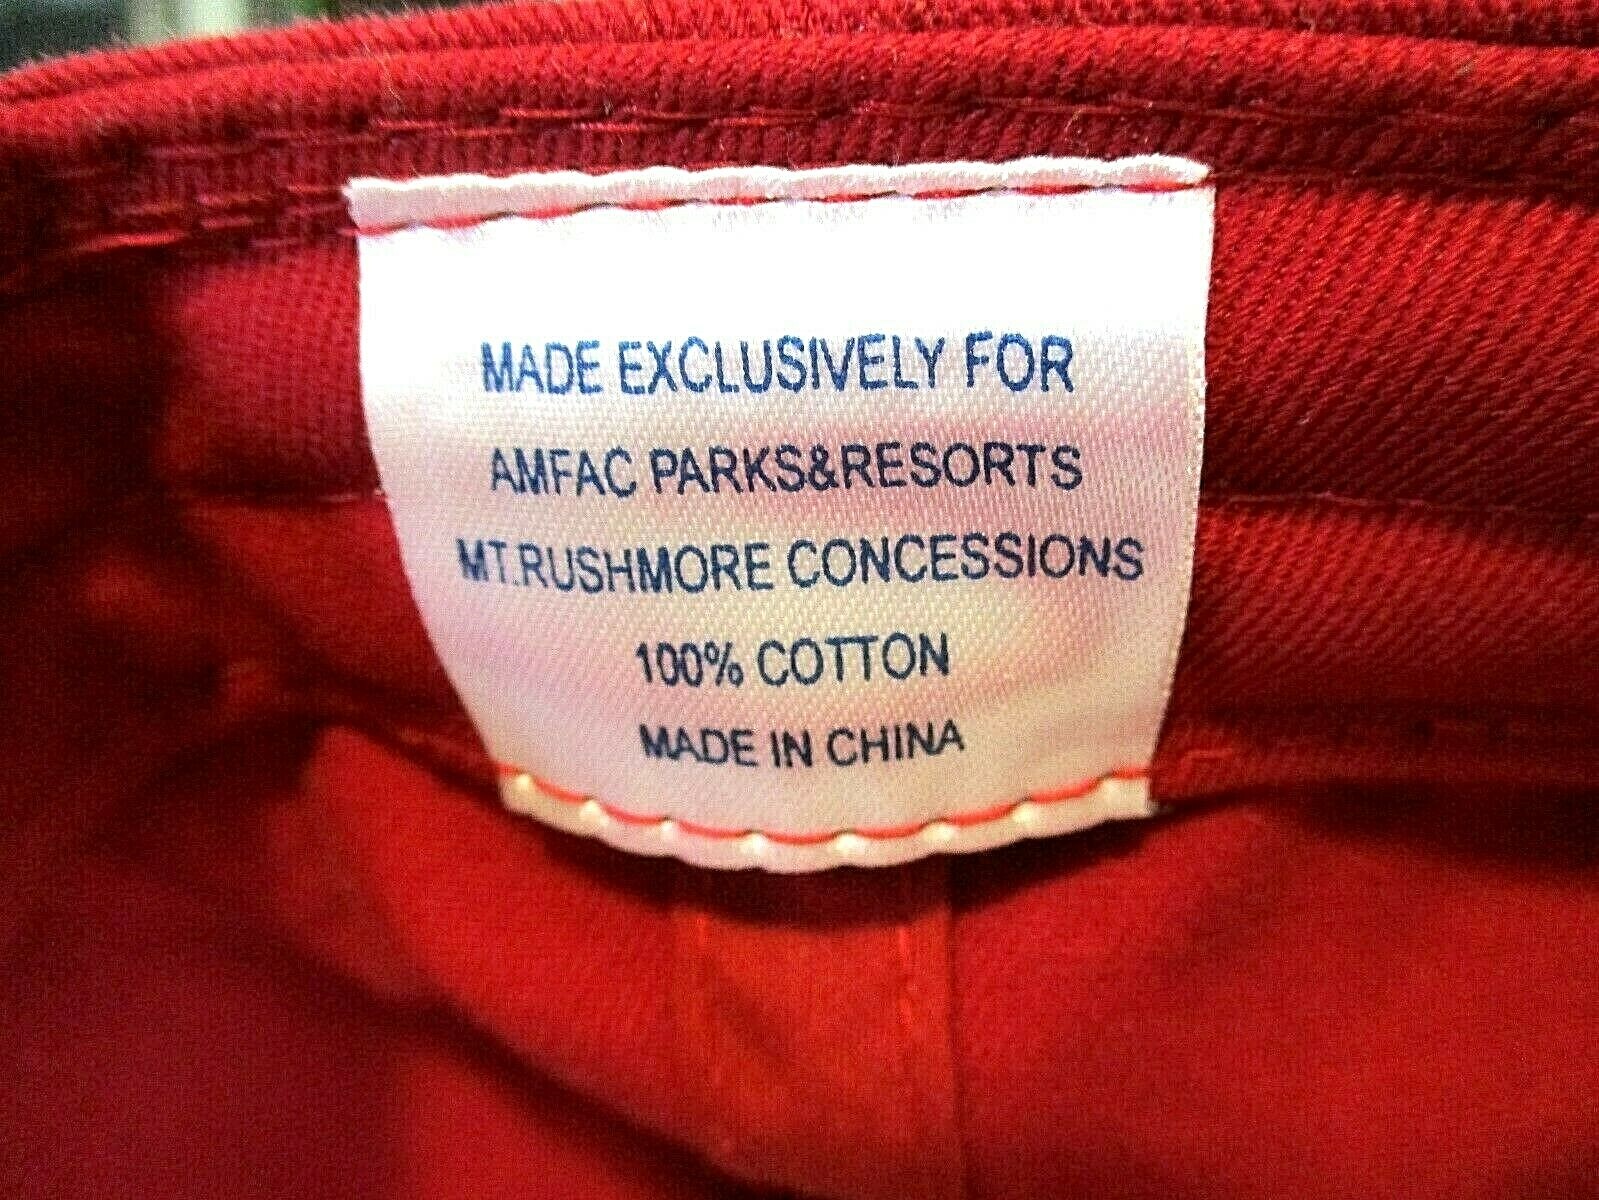 MADE EXCLUSIVELY FOR
AMFAC PARKS&RESORTS
MT.RUSHMORE CONCESSIONS
100% COTTON
MADE IN CHINA